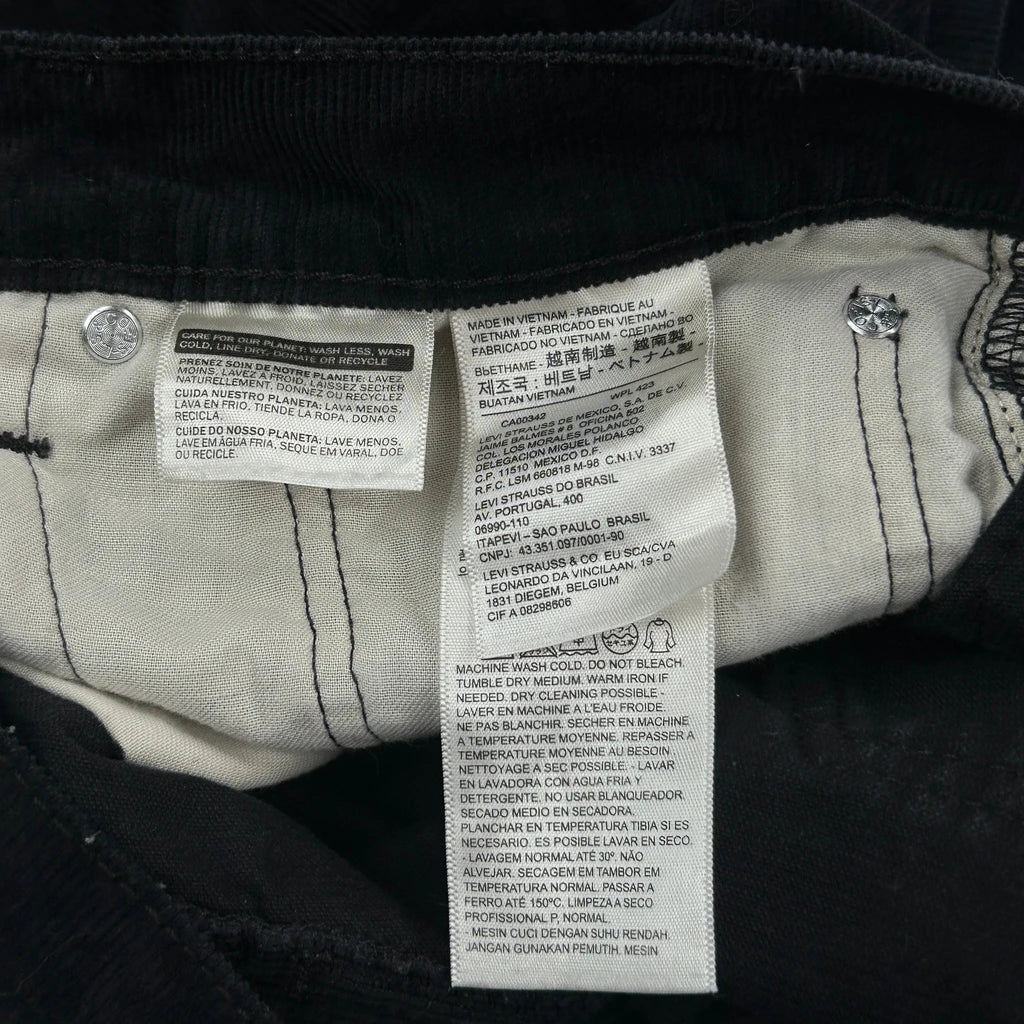 CARE FOR OUR PLANET: WASH LESS, WASH
COLD, LINE DRY, DONATE OR RECYCLE
PRENEZ SOIN DE NOTRE PLANETE: LAVEZ
MOINS, LAVEZ A FROID, LAISSEZ SECHER
NATURELLEMENT, DONNEZ OU RECYCLEZ
CUIDA NUESTRO PLANETA: LAVA MENOS,
LAVA EN FRIO, TIENDE LA ROPA, DONA O
RECICLA.
CUIDE DO NOSSO PLANETA: LAVE MENOS,
LAVE EM ÁGUA FRIA, SEQUE EM VARAL, DOE
OU RECICLE.
MADE IN VIETNAM - FABRIQUE AU
VIETNAM - FABRICADO EN VIETNAM -
FABRICADO NO VIETNAM - СДЕЛАНО ВО
ВЬЕТНАМЕ - 越南制造 - 越南製 -
제조국 : 베트남 - ベトナム製 -
BUATAN VIETNAM
CA00342 WPL 423
LEVI STRAUSS DE MEXICO, S.A. DE C.V.
JAIME BALMES # 8 OFICINA 502
COL. LOS MORALES POLANCO
DELEGACION MIGUEL HIDALGO
C.P. 11510 MEXICO D.F.
R.F.C. LSM 660818 M-98 C.N.I.V. 3337
LEVI STRAUSS DO BRASIL
AV. PORTUGAL, 400
06990-110
ITAPEVI – SAO PAULO BRASIL
CNPJ: 43.351.097/0001-90
LEVI STRAUSS & CO. EU SCA/CVA
LEONARDO DA VINCILAAN, 19 - D
1831 DIEGEM, BELGIUM
CIF A 08298606
MACHINE WASH COLD. DO NOT BLEACH.
TUMBLE DRY MEDIUM. WARM IRON IF
NEEDED. DRY CLEANING POSSIBLE -
LAVER EN MACHINE A L'EAU FROIDE.
NE PAS BLANCHIR. SECHER EN MACHINE
A TEMPERATURE MOYENNE. REPASSER A
TEMPERATURE MOYENNE AU BESOIN.
NETTOYAGE A SEC POSSIBLE. - LAVAR
EN LAVADORA CON AGUA FRIA Y
DETERGENTE. NO USAR BLANQUEADOR.
SECADO MEDIO EN SECADORA.
PLANCHAR EN TEMPERATURA TIBIA SI ES
NECESARIO. ES POSIBLE LAVAR EN SECO.
- LAVAGEM NORMAL ATÉ 30º. NÃO
ALVEJAR. SECAGEM EM TAMBOR EM
TEMPERATURA NORMAL. PASSAR A
FERRO ATÉ 150ºC. LIMPEZA A SECO
PROFISSIONAL P, NORMAL.
- MESIN CUCI DENGAN SUHU RENDAH.
JANGAN GUNAKAN PEMUTIH. MESIN